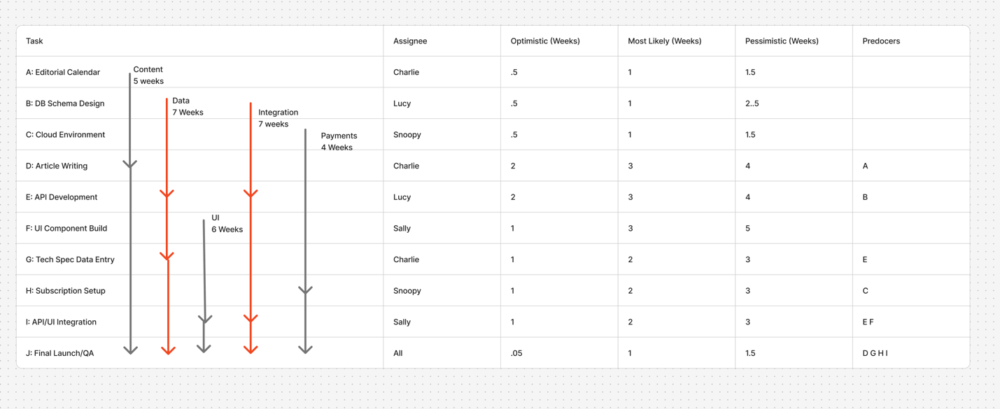 Task Assignee Optimistic (Weeks) Most Likely (Weeks) Pessimistic (Weeks) Predocers
A: Editorial Calendar Charlie .5 1 1.5
Content
5 weeks
B: DB Schema Design Lucy .5 1 2..5
Data
7 Weeks
Integration
7 weeks
C: Cloud Environment Snoopy .5 1 1.5
Payments
4 Weeks
D: Article Writing Charlie 2 3 4 A
E: API Development Lucy 2 3 4 B
F: UI Component Build Sally 1 3 5
UI
6 Weeks
G: Tech Spec Data Entry Charlie 1 2 3 E
H: Subscription Setup Snoopy 1 2 3 C
I: API/UI Integration Sally 1 2 3 E F
J: Final Launch/QA All .05 1 1.5 D G H I